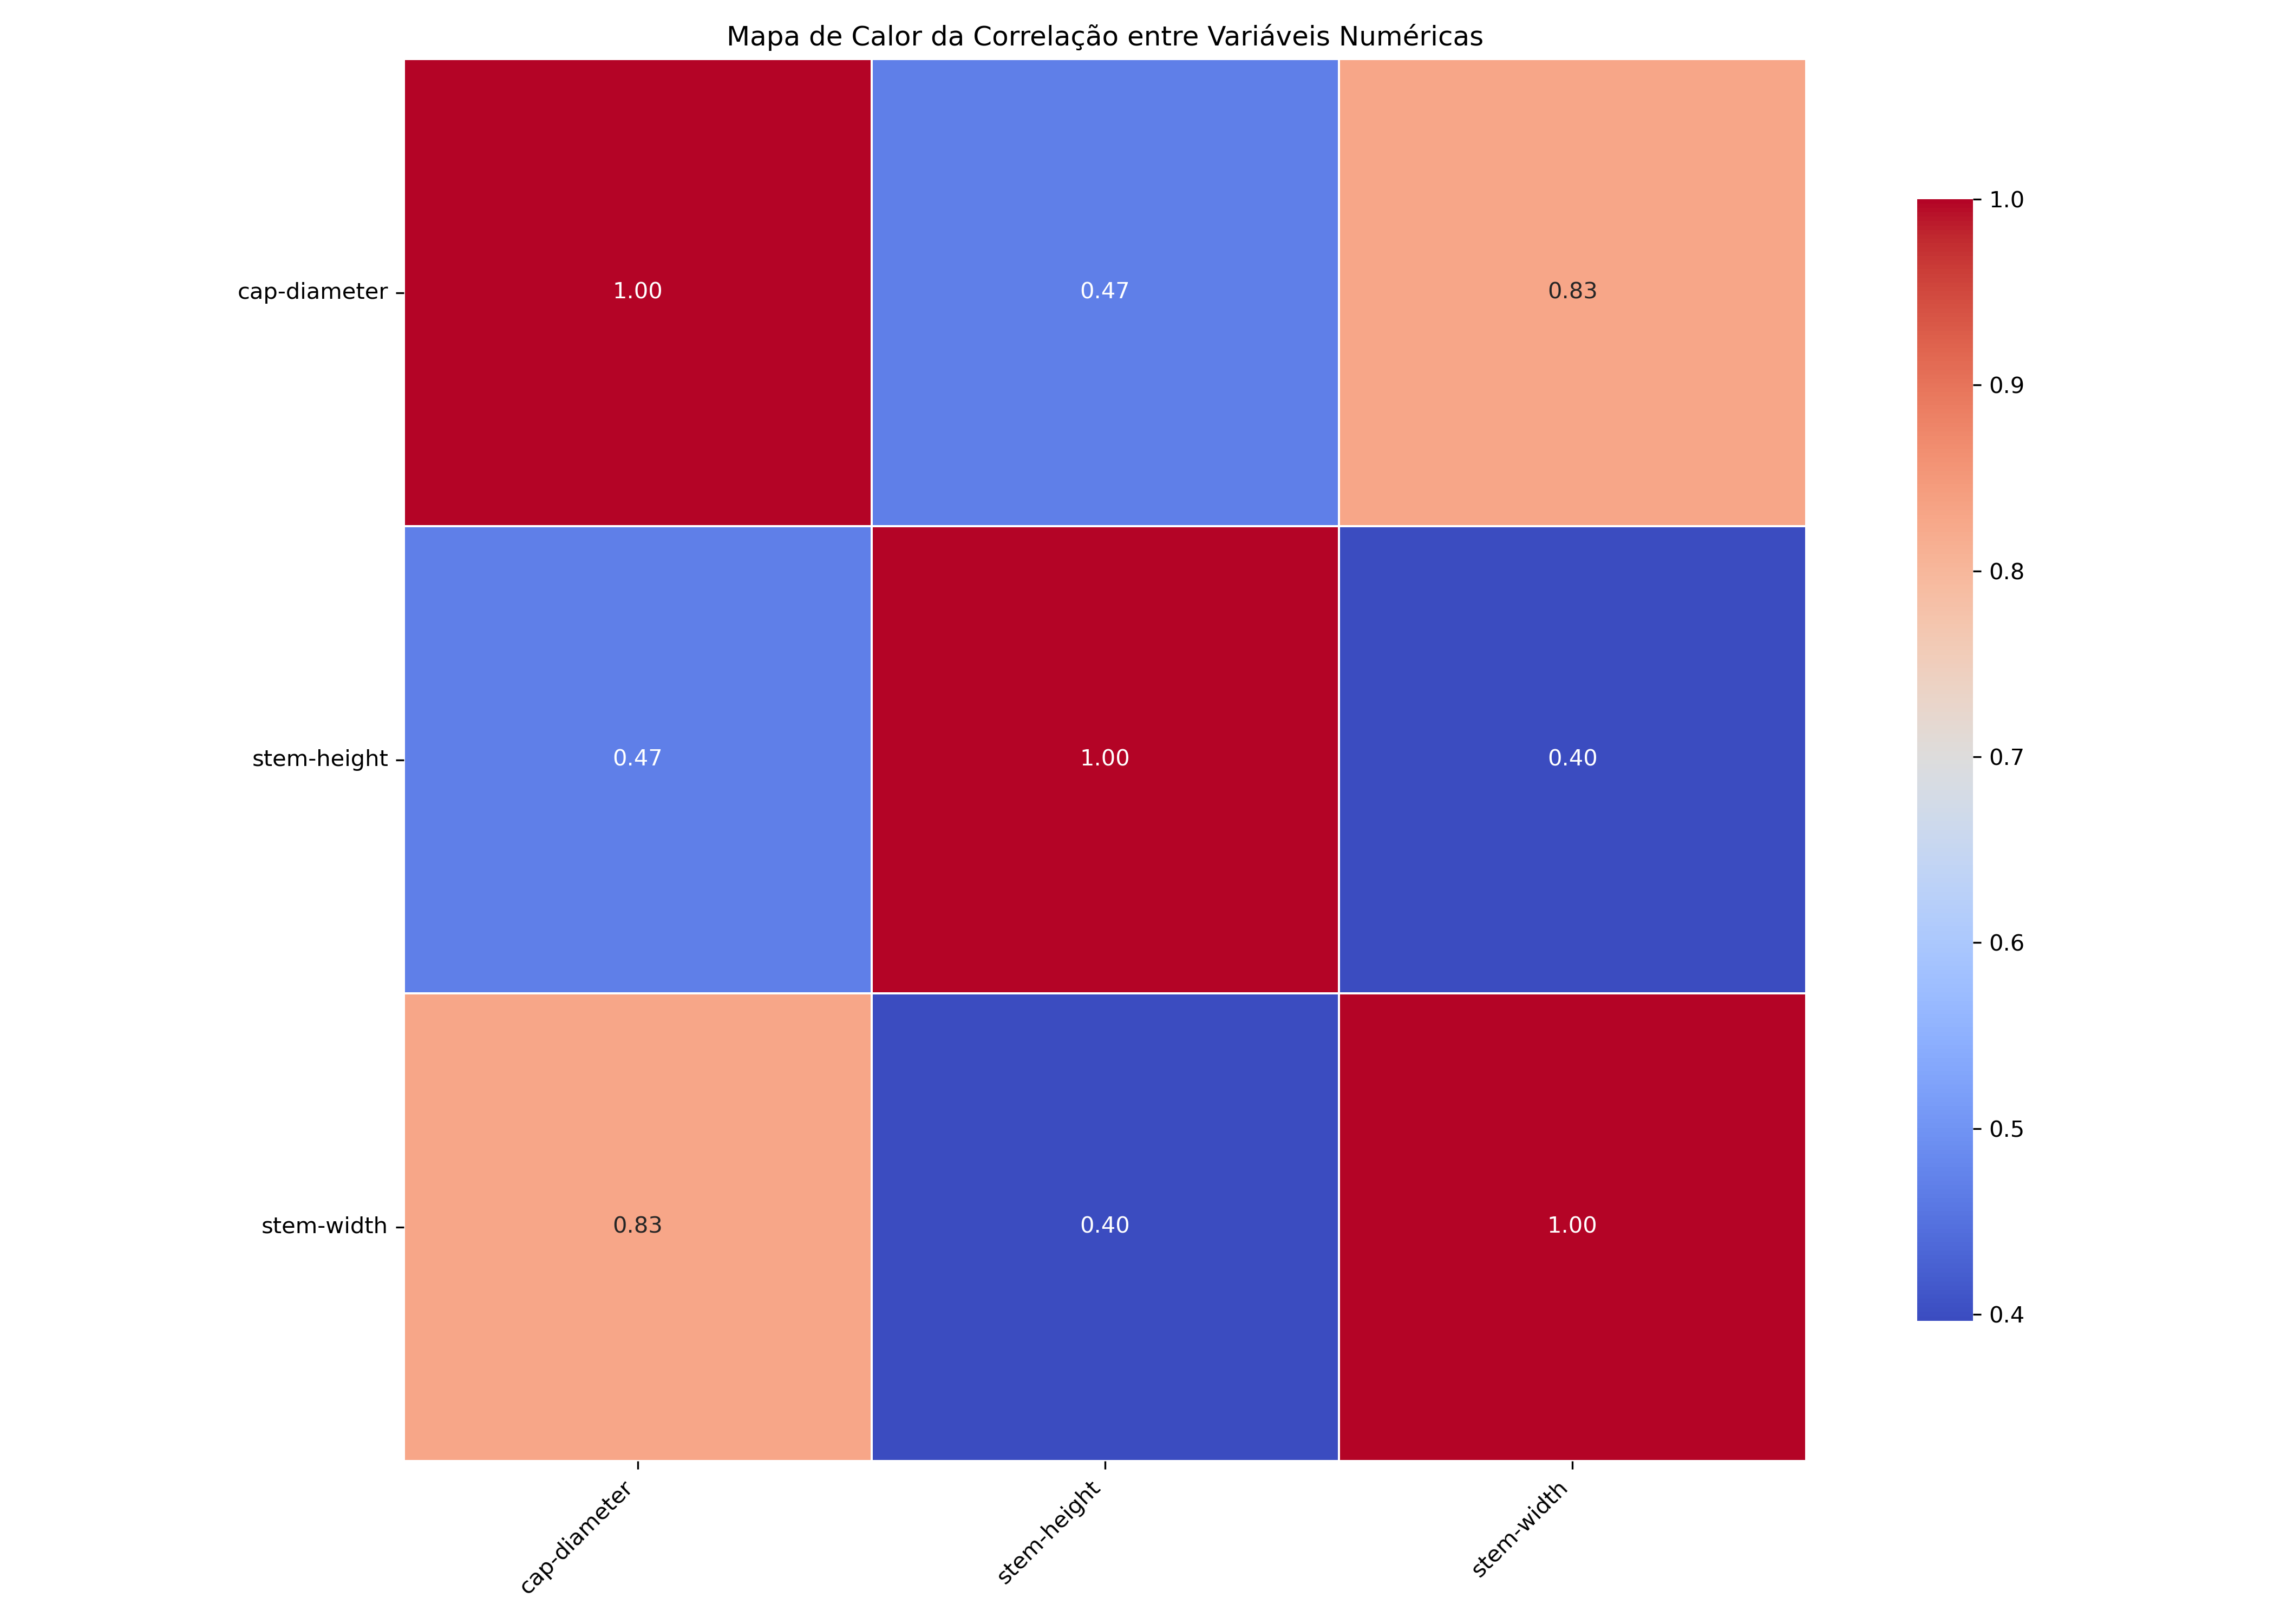 Mapa de Calor da Correlação entre Variáveis Numéricas
cap-diameter
1.00
0.47
0.83
stem-height
0.47
1.00
0.40
stem-width
0.83
0.40
1.00
cap-diameter
stem-height
stem-width
1.0
0.9
0.8
0.7
0.6
0.5
0.4